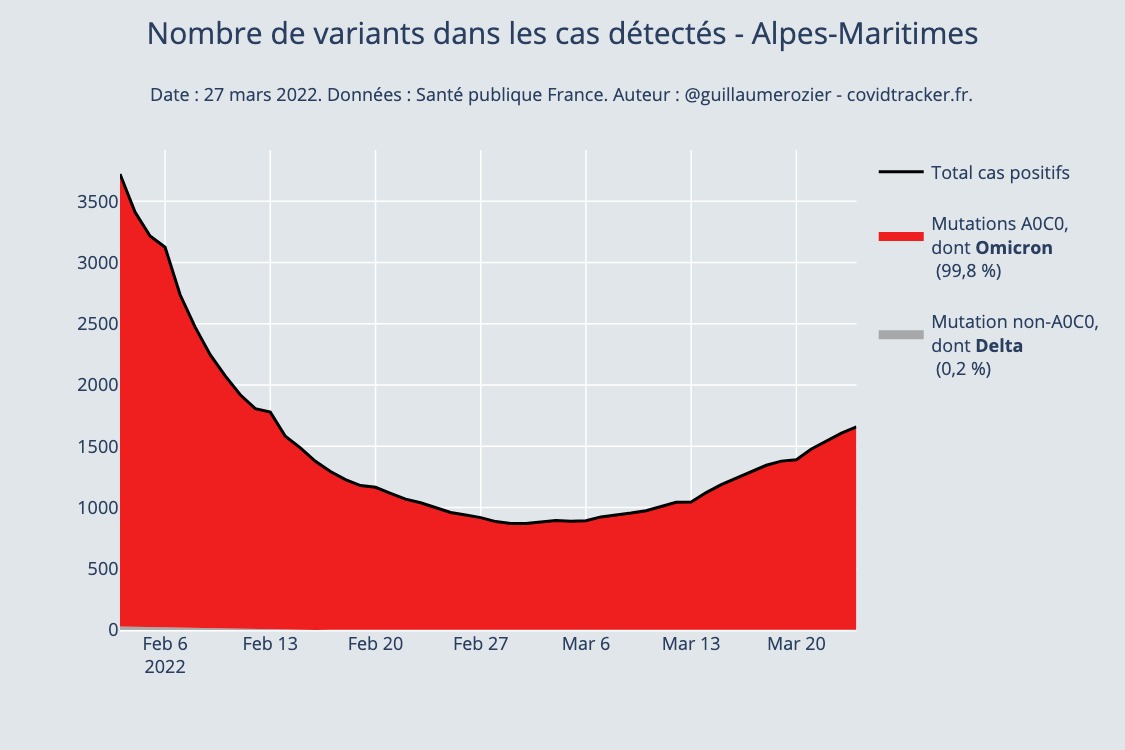 Nombre de variants dans les cas détectés - Alpes-Maritimes
Date : 27 mars 2022. Données : Santé publique France. Auteur : @guillaumerozier - covidtracker.fr.
Total cas positifs
Mutations A0C0,
dont Omicron
(99,8 %)
Mutation non-A0C0,
dont Delta
(0,2 %)
3500
3000
2500
2000
1500
1000
500
0
Feb 6 Feb 13 Feb 20 Feb 27 Mar 6 Mar 13 Mar 20
2022